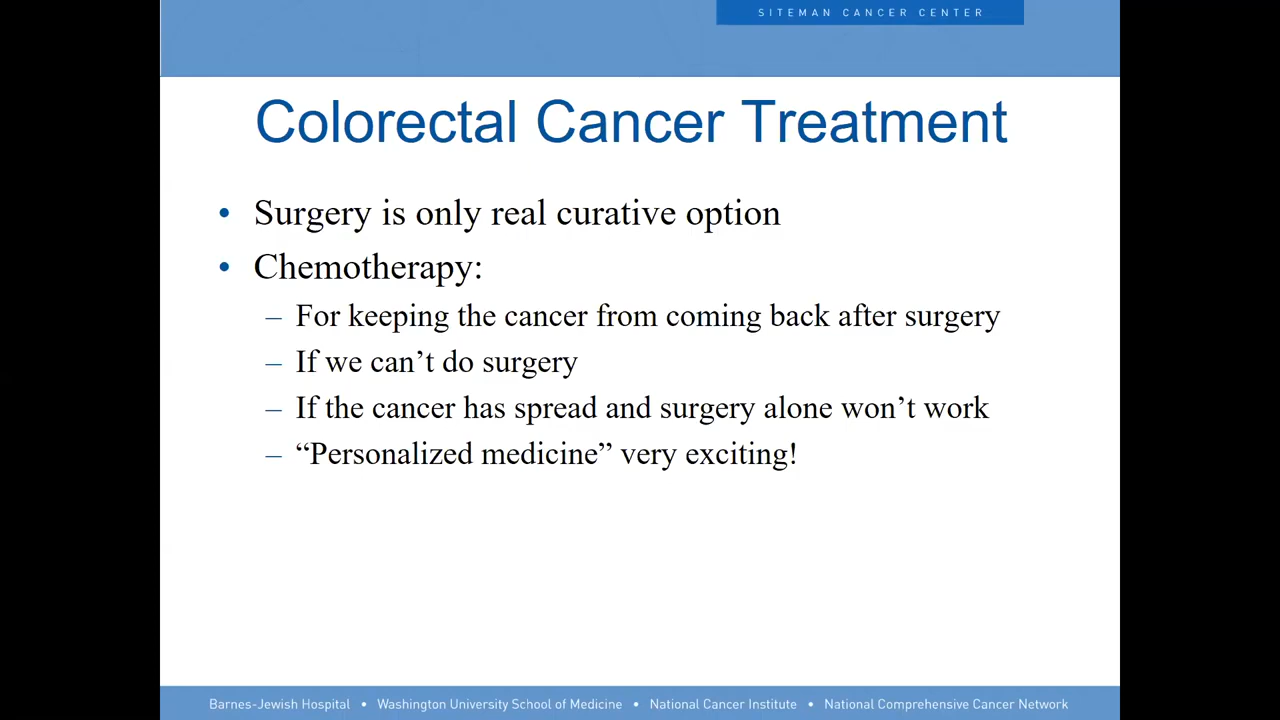 SITEMAN CANCER CENTER
Colorectal Cancer Treatment
• Surgery is only real curative option
• Chemotherapy:
– For keeping the cancer from coming back after surgery
– If we can’t do surgery
– If the cancer has spread and surgery alone won’t work
– “Personalized medicine” very exciting!
Barnes-Jewish Hospital • Washington University School of Medicine • National Cancer Institute • National Comprehensive Cancer Network